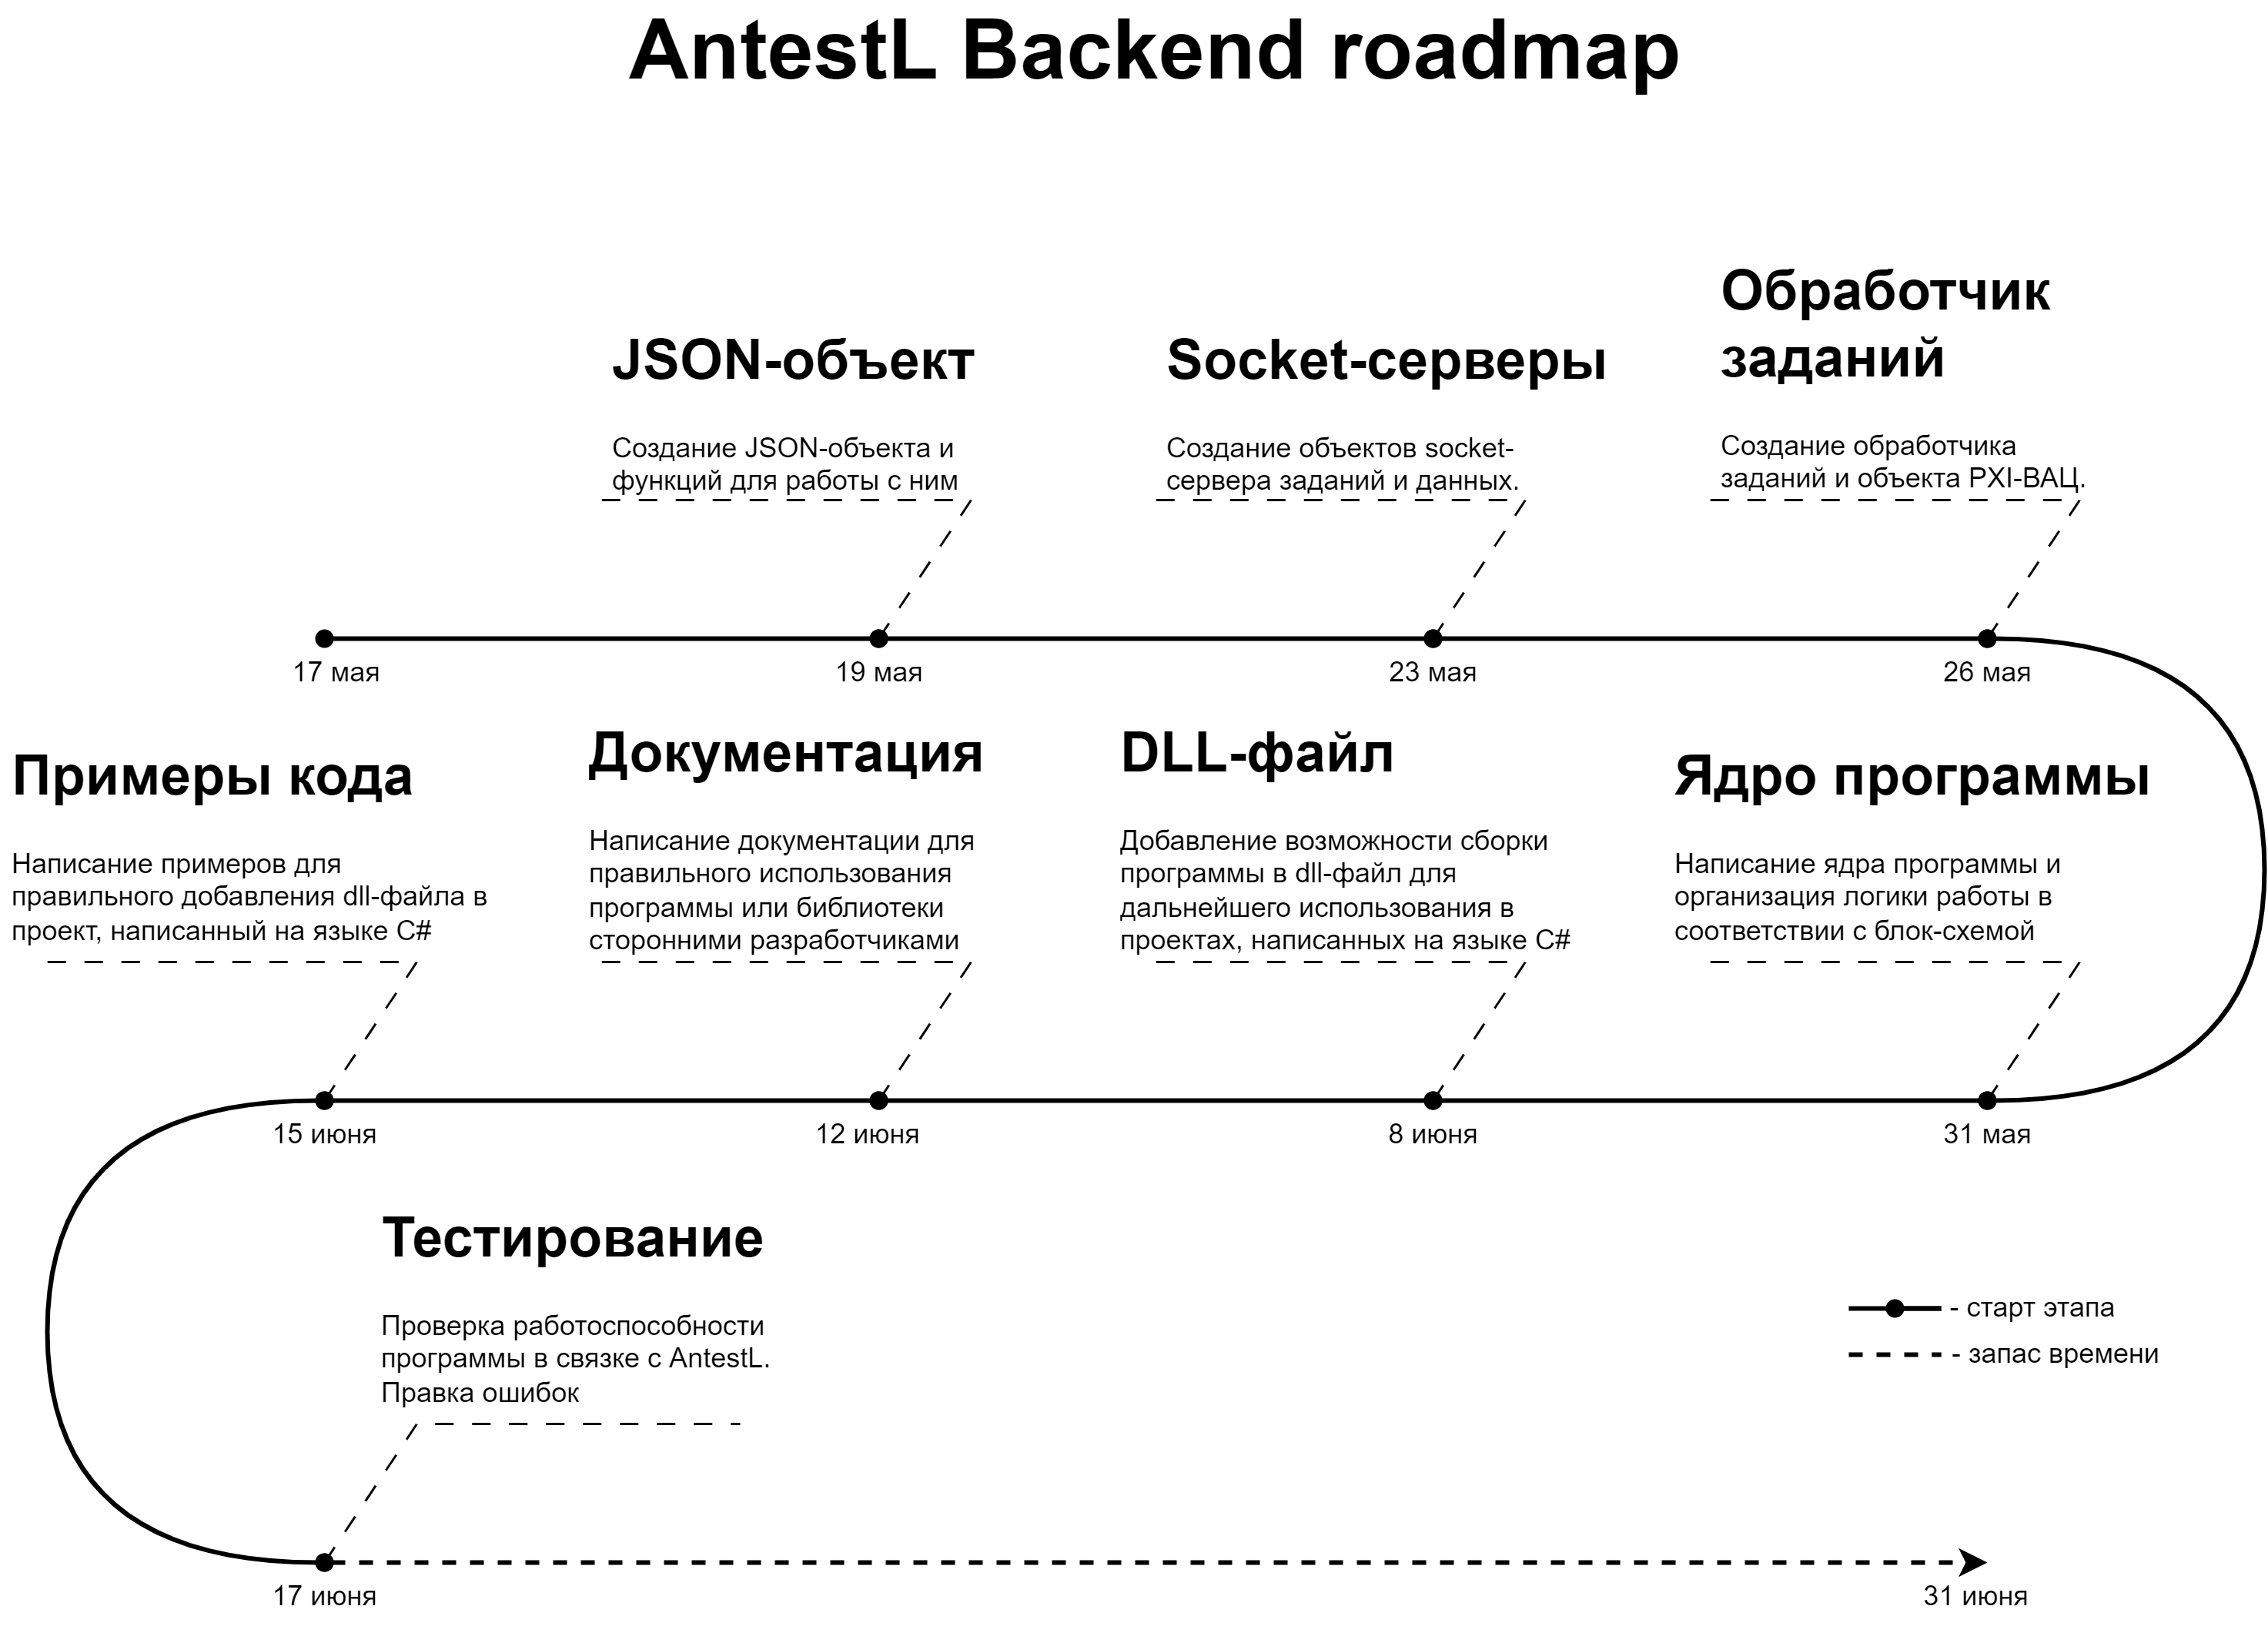 AntestL Backend roadmap
JSON-объект
Создание JSON-объекта и
функций для работы с ним
Socket-серверы
Создание объектов socket-
сервера заданий и данных.
Обработчик
заданий
Создание обработчика
заданий и объекта PXI-ВАЦ.
17 мая
19 мая
23 мая
26 мая
Примеры кода
Написание примеров для
правильного добавления dll-файла в
проект, написанный на языке C#
Документация
Написание документации для
правильного использования
программы или библиотеки
сторонними разработчиками
DLL-файл
Добавление возможности сборки
программы в dll-файл для
дальнейшего использования в
проектах, написанных на языке C#
Ядро программы
Написание ядра программы и
организация логики работы в
соответствии с блок-схемой
15 июня
12 июня
8 июня
31 мая
Тестирование
Проверка работоспособности
программы в связке с AntestL.
Правка ошибок
- старт этапа
- запас времени
17 июня
31 июня